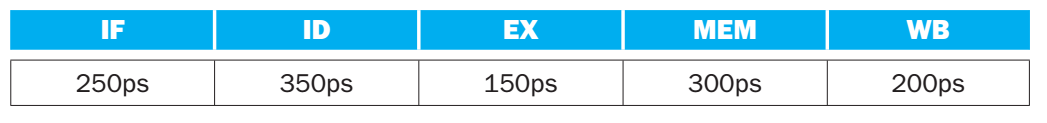 IF ID EX MEM WB
250ps 350ps 150ps 300ps 200ps